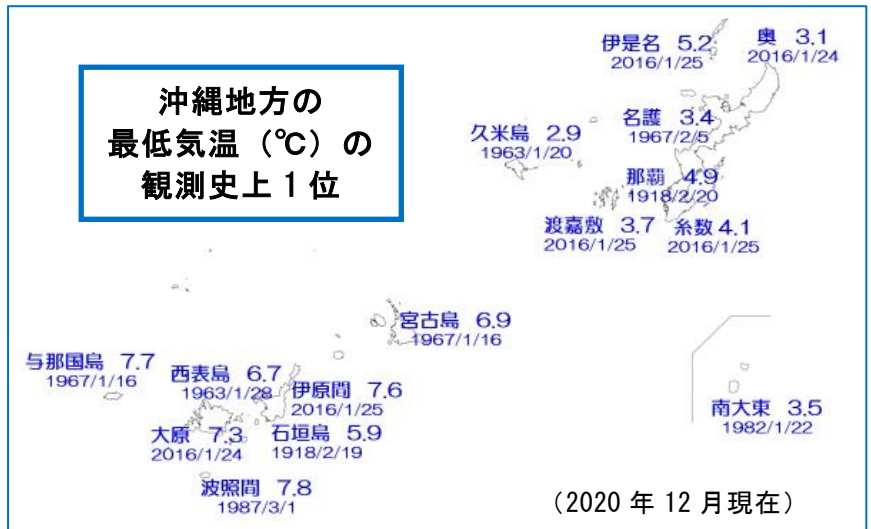 沖縄地方の
最低気温（℃）の
観測史上1位
伊是名 5.2
2016/1/25
奥 3.1
2016/1/24
名護 3.4
1967/2/5
久米島 2.9
1963/1/20
那覇 4.9
1918/2/20
渡嘉敷 3.7
2016/1/25
糸数 4.1
2016/1/25
宮古島 6.9
1967/1/16
与那国島 7.7
1967/1/16
西表島 6.7
1963/1/28
伊原間 7.6
2016/1/25
大原 7.3
2016/1/24
石垣島 5.9
1918/2/19
波照間 7.8
1987/3/1
南大東 3.5
1982/1/22
（2020 年 12 月現在）